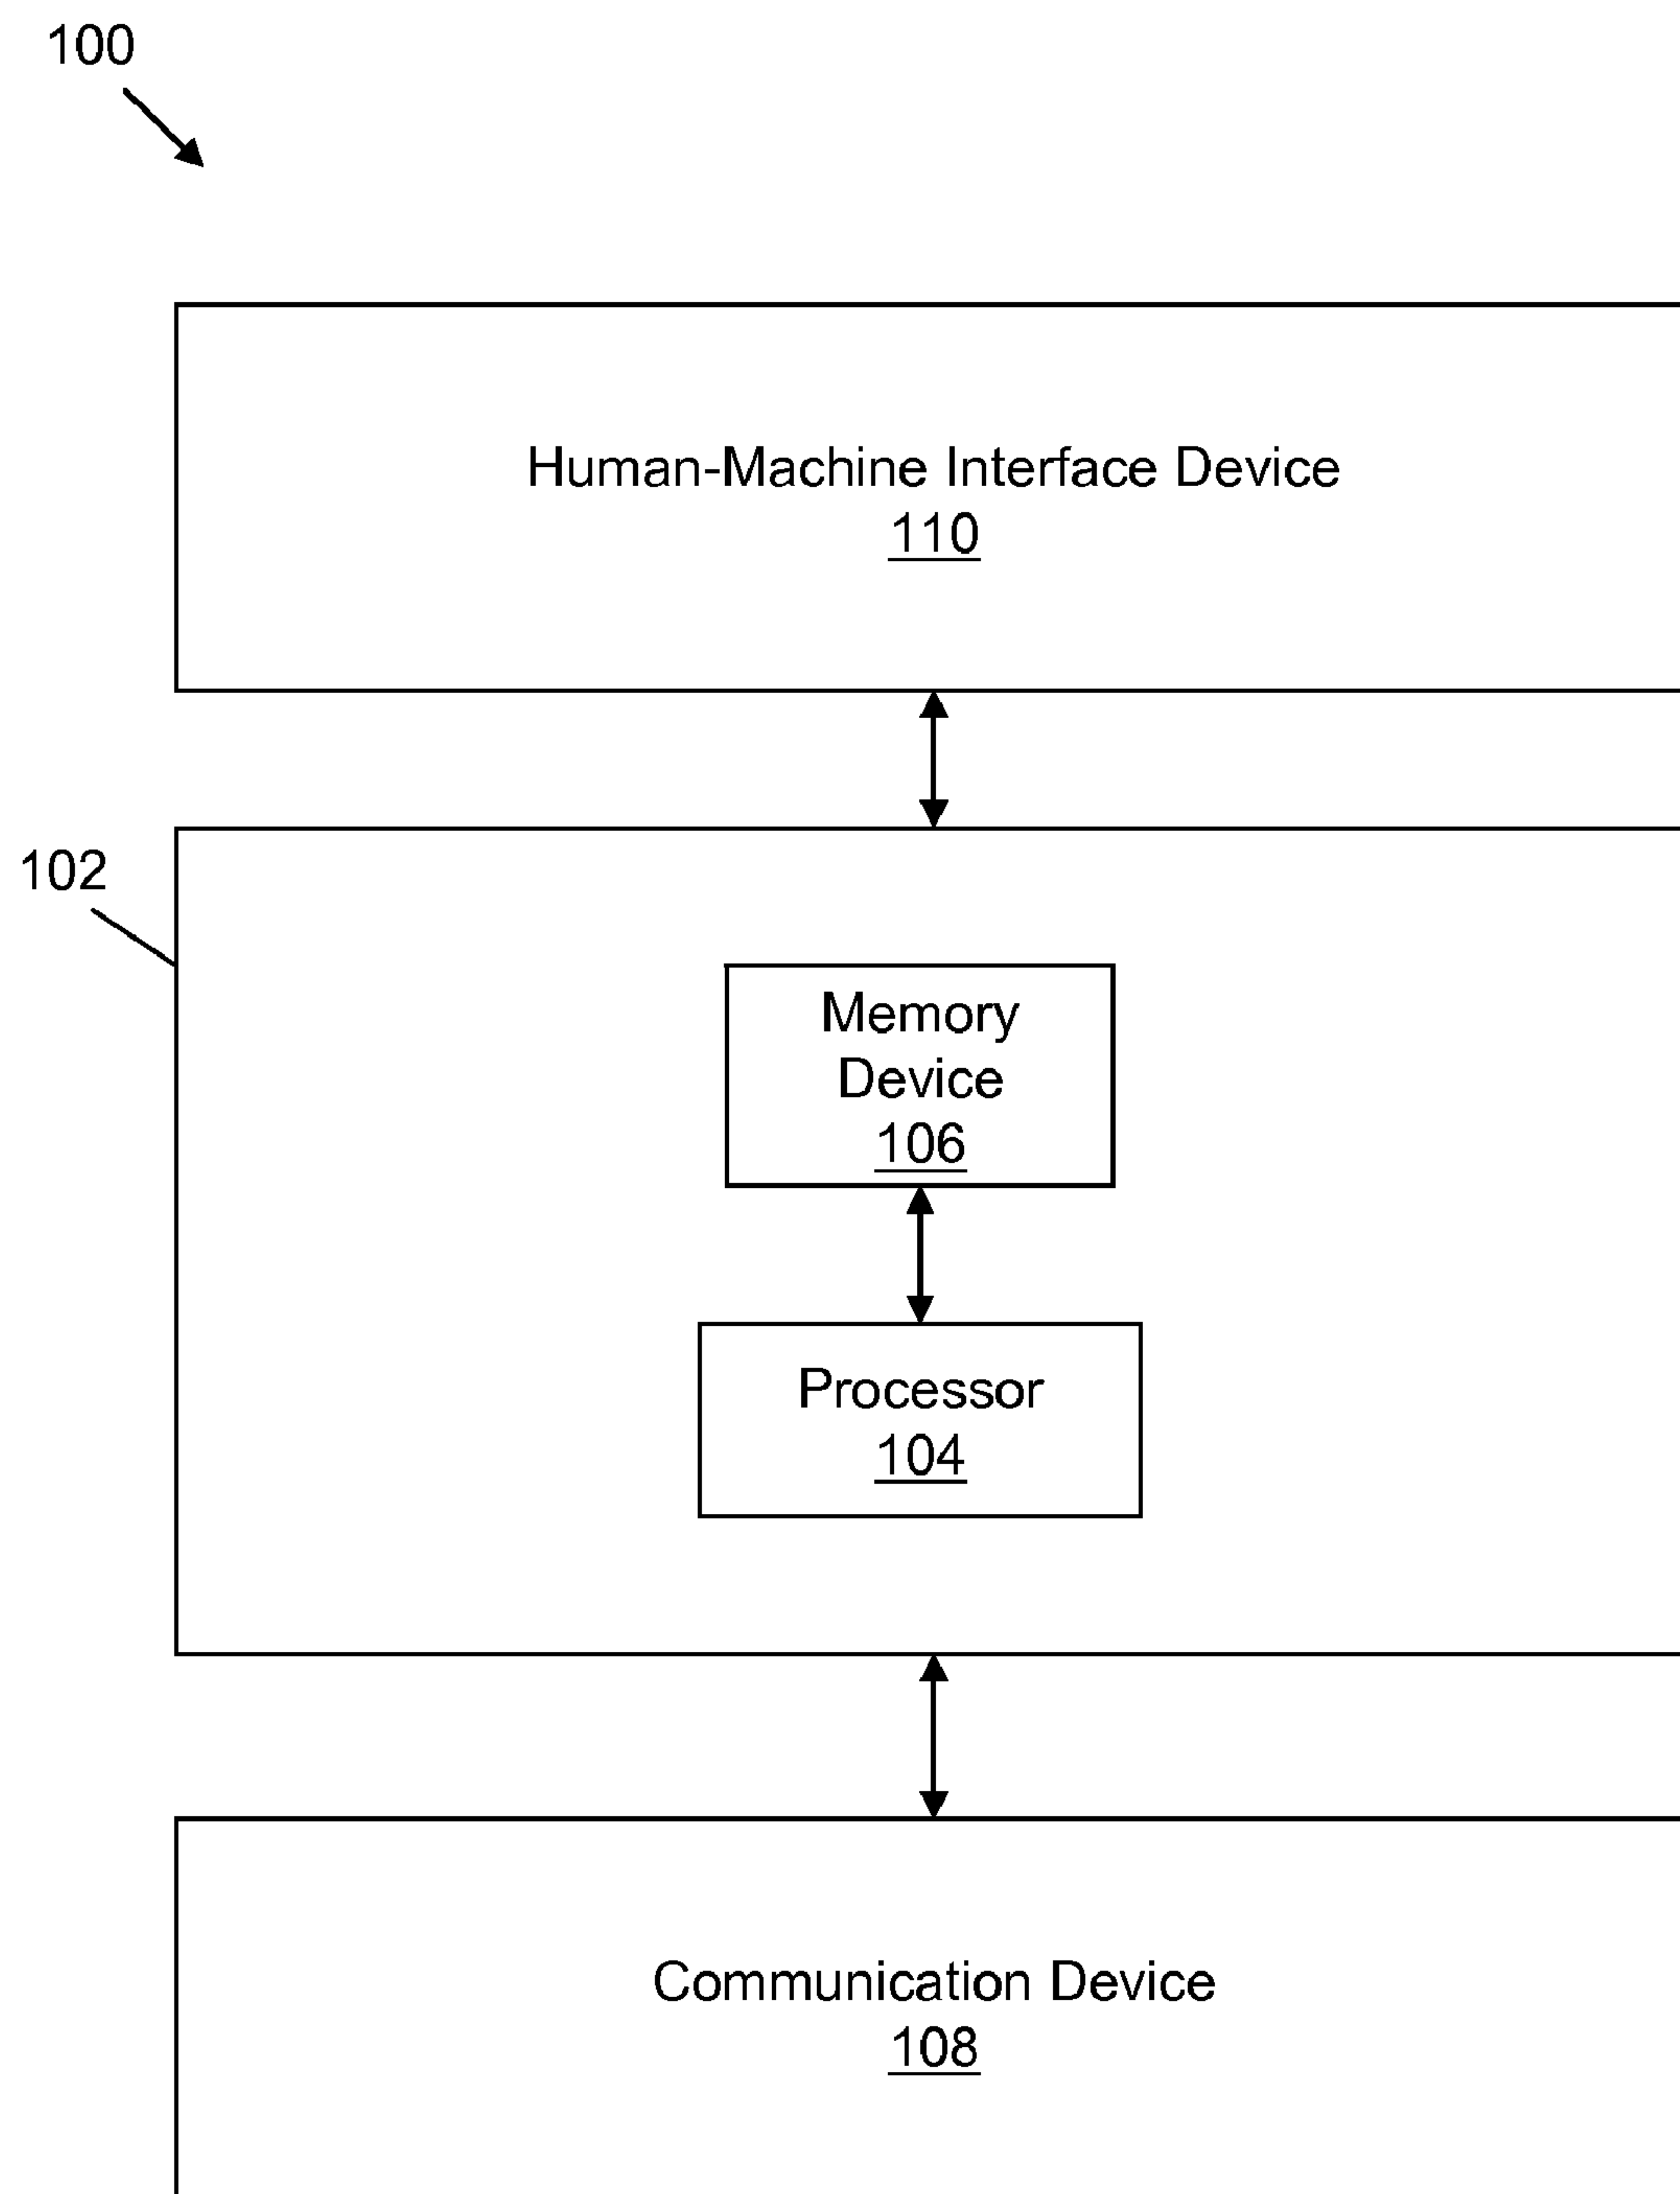 100
Human-Machine Interface Device
110
102
Memory
Device
106
Processor
104
Communication Device
108